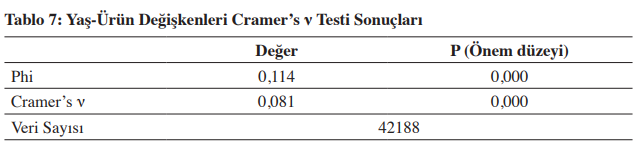 Tablo 7: Yaş-Ürün Değişkenleri Cramer’s ν Testi Sonuçları
Değer P (Önem düzeyi)
Phi 0,114 0,000
Cramer’s ν 0,081 0,000
Veri Sayısı 42188